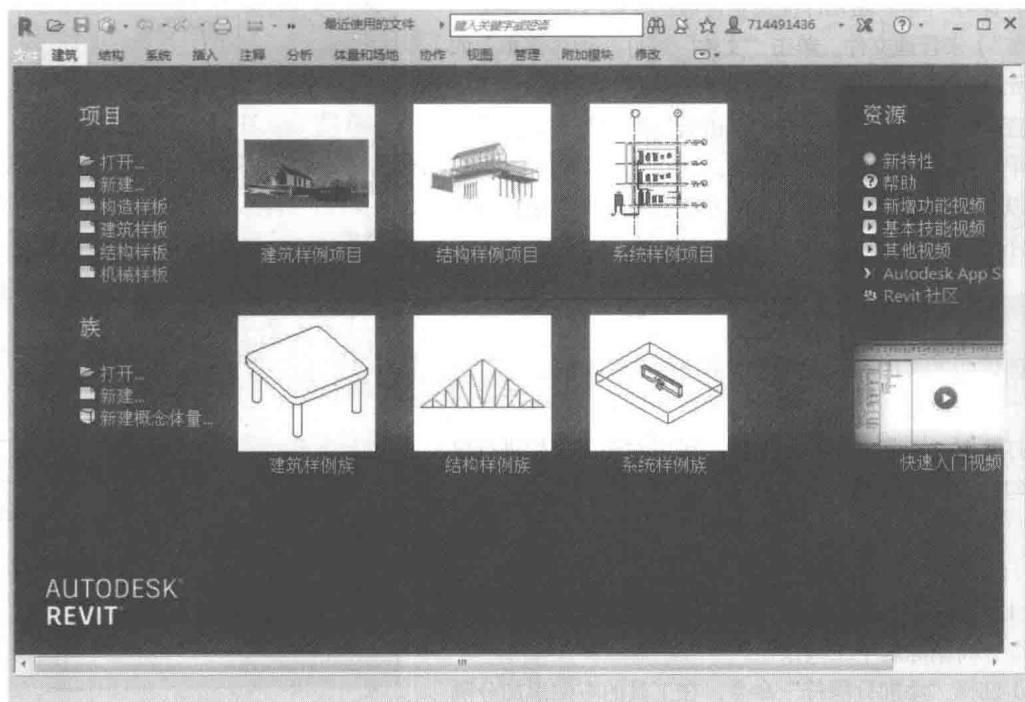 最近使用的文件
键入关键字或短语
714491436
文件 建筑 结构 系统 插入 注释 分析 体量和场地 协作 视图 管理 附加模块 修改
项目
打开...
新建...
构造样板
建筑样板
结构样板
机械样板
建筑样例项目
结构样例项目
系统样例项目
族
打开...
新建...
新建概念体量...
建筑样例族
结构样例族
系统样例族
资源
新特性
帮助
新增功能视频
基本技能视频
其他视频
Autodesk App S
Revit 社区
快速入门视频
AUTODESK
REVIT